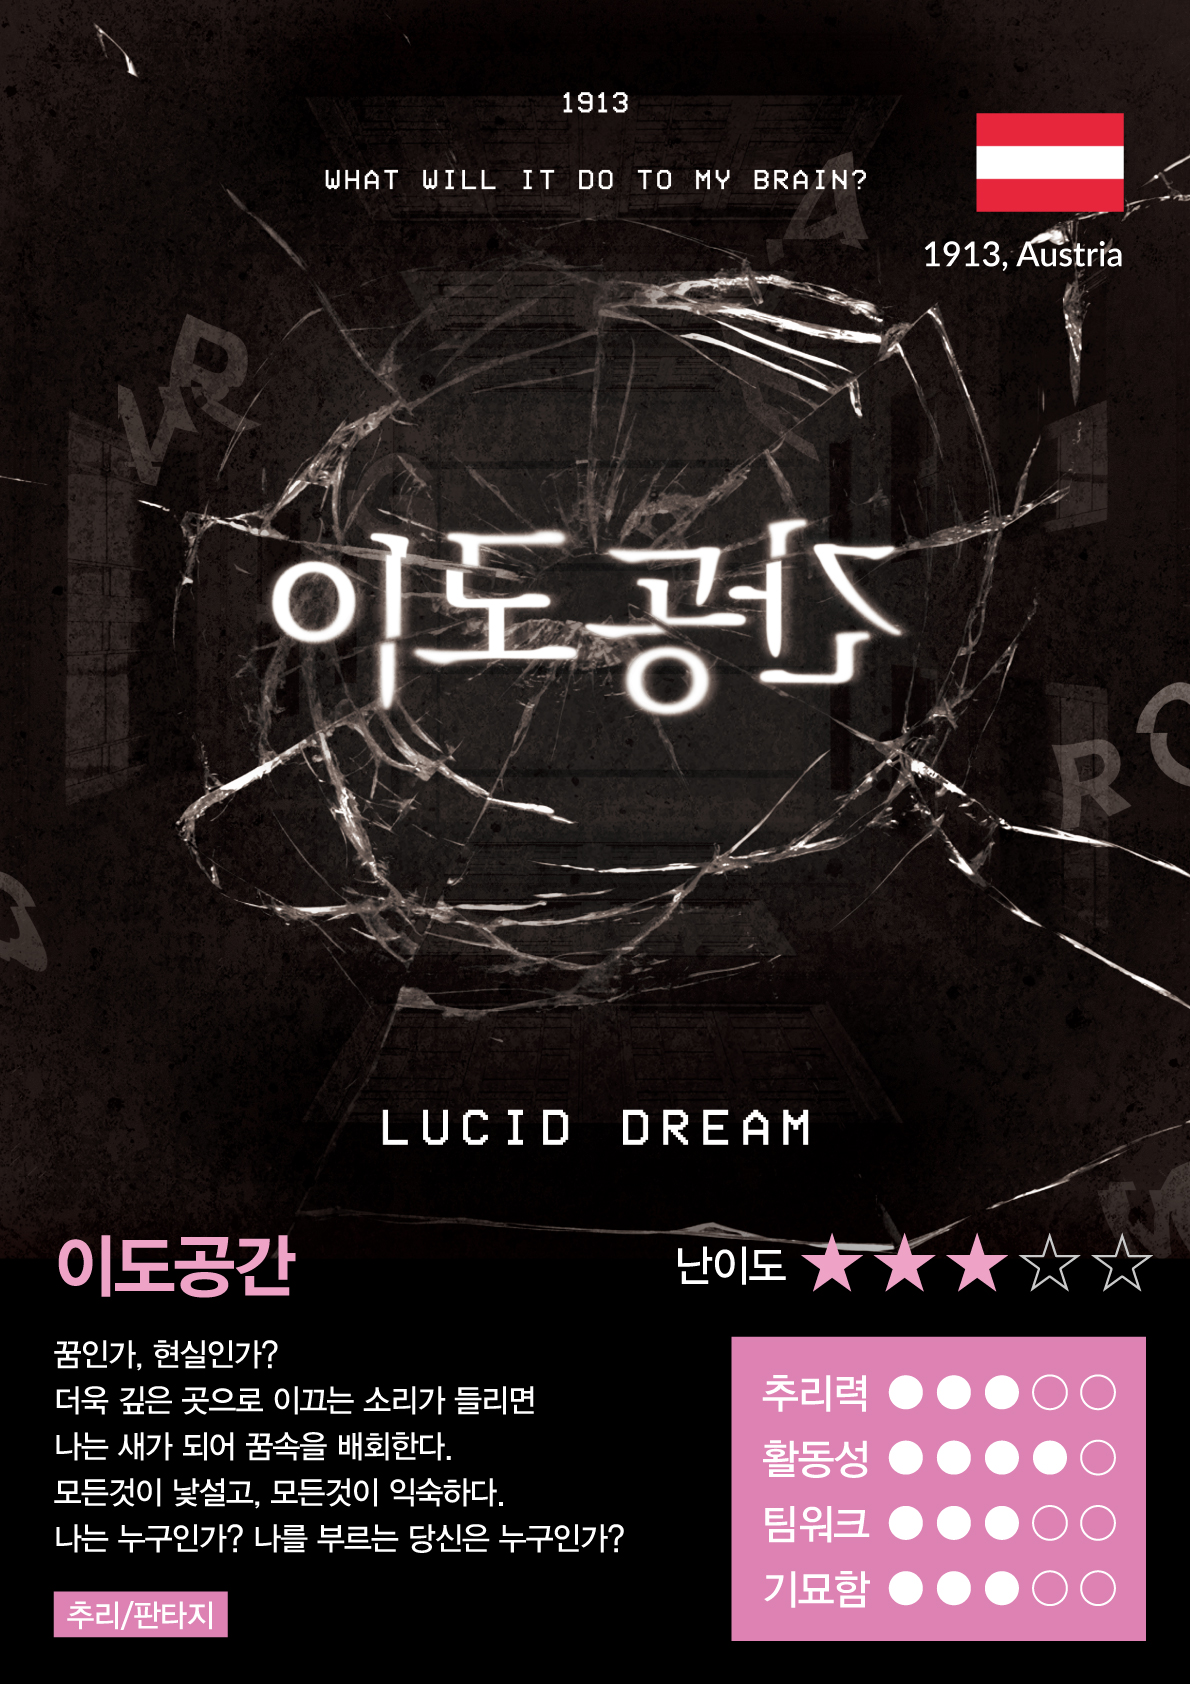 1913
WHAT WILL IT DO TO MY BRAIN?
1913, Austria
이도공간
LUCID DREAM
이도공간
난이도
꿈인가, 현실인가?
더욱 깊은 곳으로 이끄는 소리가 들리면
나는 새가 되어 꿈속을 배회한다.
모든것이 낯설고, 모든것이 익숙하다.
나는 누구인가? 나를 부르는 당신은 누구인가?
추리/판타지
추리력
활동성
팀워크
기묘함